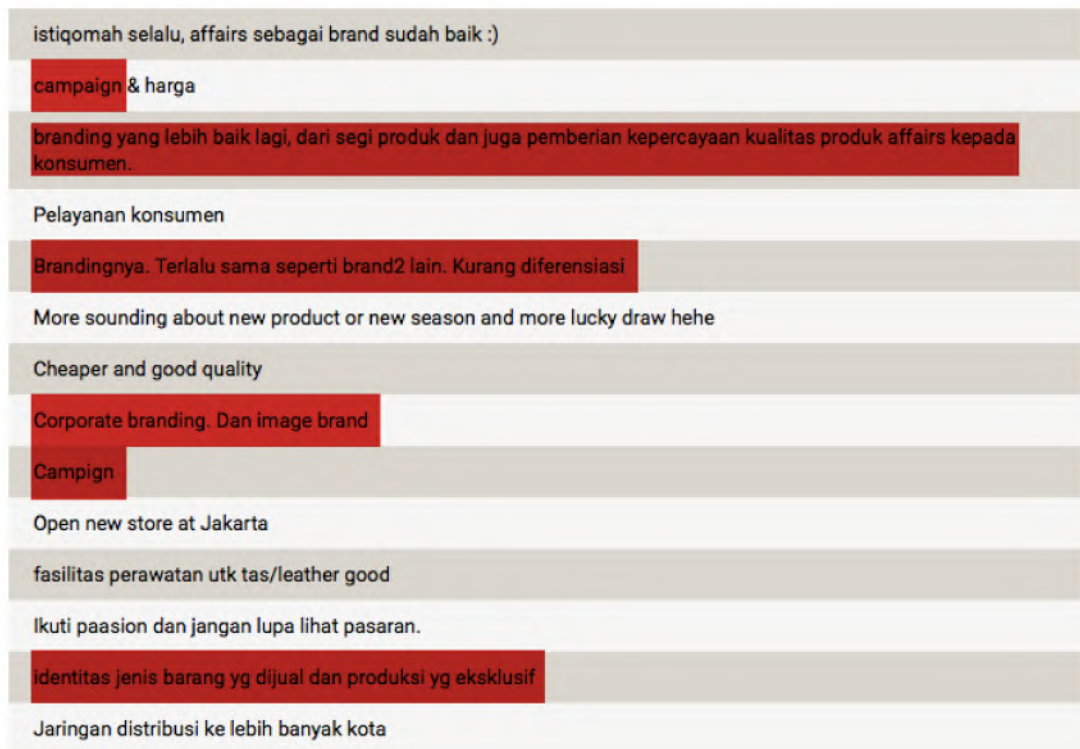 istiqomah selalu, affairs sebagai brand sudah baik :)
campaign & harga
branding yang lebih baik lagi, dari segi produk dan juga pemberian kepercayaan kualitas produk affairs kepada
konsumen.
Pelayanan konsumen
Brandingnya. Terlalu sama seperti brand2 lain. Kurang diferensiasi
More sounding about new product or new season and more lucky draw hehe
Cheaper and good quality
Corporate branding. Dan image brand
Campign
Open new store at Jakarta
fasilitas perawatan utk tas/leather good
Ikuti paasion dan jangan lupa lihat pasaran.
identitas jenis barang yg dijual dan produksi yg eksklusif
Jaringan distribusi ke lebih banyak kota